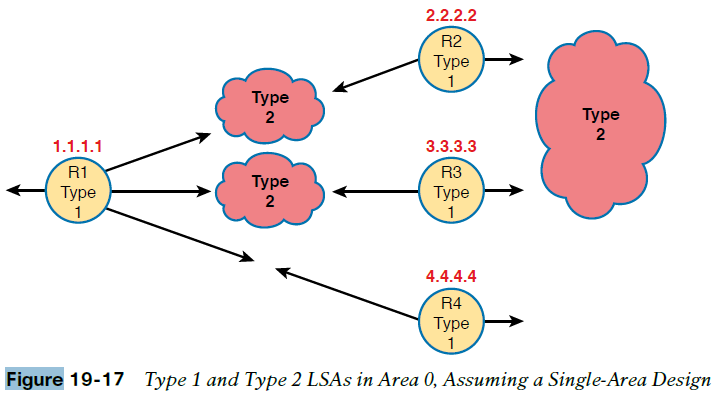 2.2.2.2
R2
Type
1
Type
2
Type
2
1.1.1.1
R1
Type
1
Type
2
3.3.3.3
R3
Type
1
4.4.4.4
R4
Type
1
Figure 19-17 Type 1 and Type 2 LSAs in Area 0, Assuming a Single-Area Design